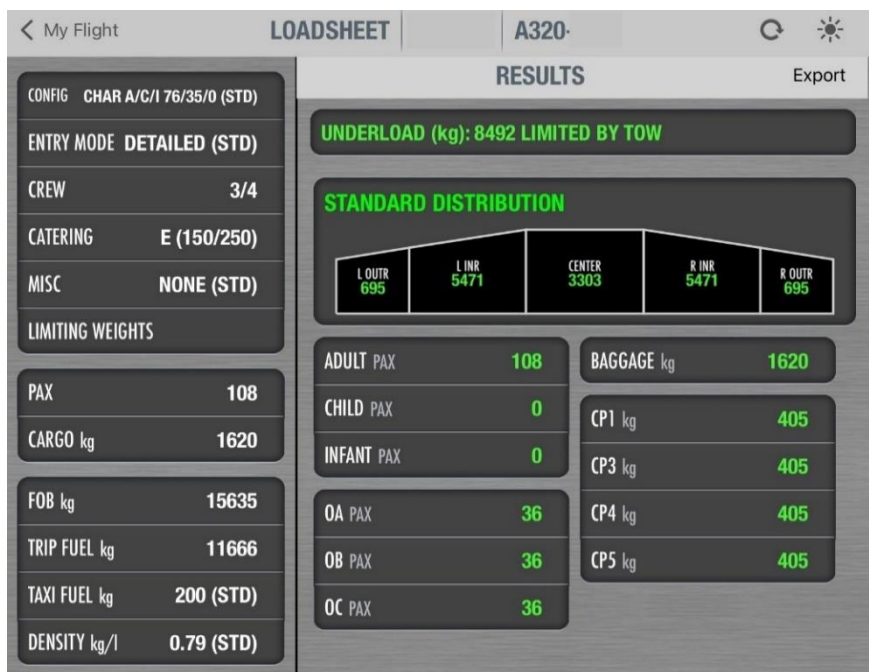 My Flight
LOADSHEET
A320-
RESULTS
Export
CONFIG CHAR A/C/I 76/35/0 (STD)
ENTRY MODE DETAILED (STD)
CREW 3/4
CATERING E (150/250)
MISC NONE (STD)
LIMITING WEIGHTS
PAX 108
CARGO kg 1620
FOB kg 15635
TRIP FUEL kg 11666
TAXI FUEL kg 200 (STD)
DENSITY kg/l 0.79 (STD)
UNDERLOAD (kg): 8492 LIMITED BY TOW
STANDARD DISTRIBUTION
L OUTR
695
L INR
5471
CENTER
3303
R INR
5471
R OUTR
695
ADULT PAX 108
CHILD PAX 0
INFANT PAX 0
OA PAX 36
OB PAX 36
OC PAX 36
BAGGAGE kg 1620
CP1 kg 405
CP3 kg 405
CP4 kg 405
CP5 kg 405